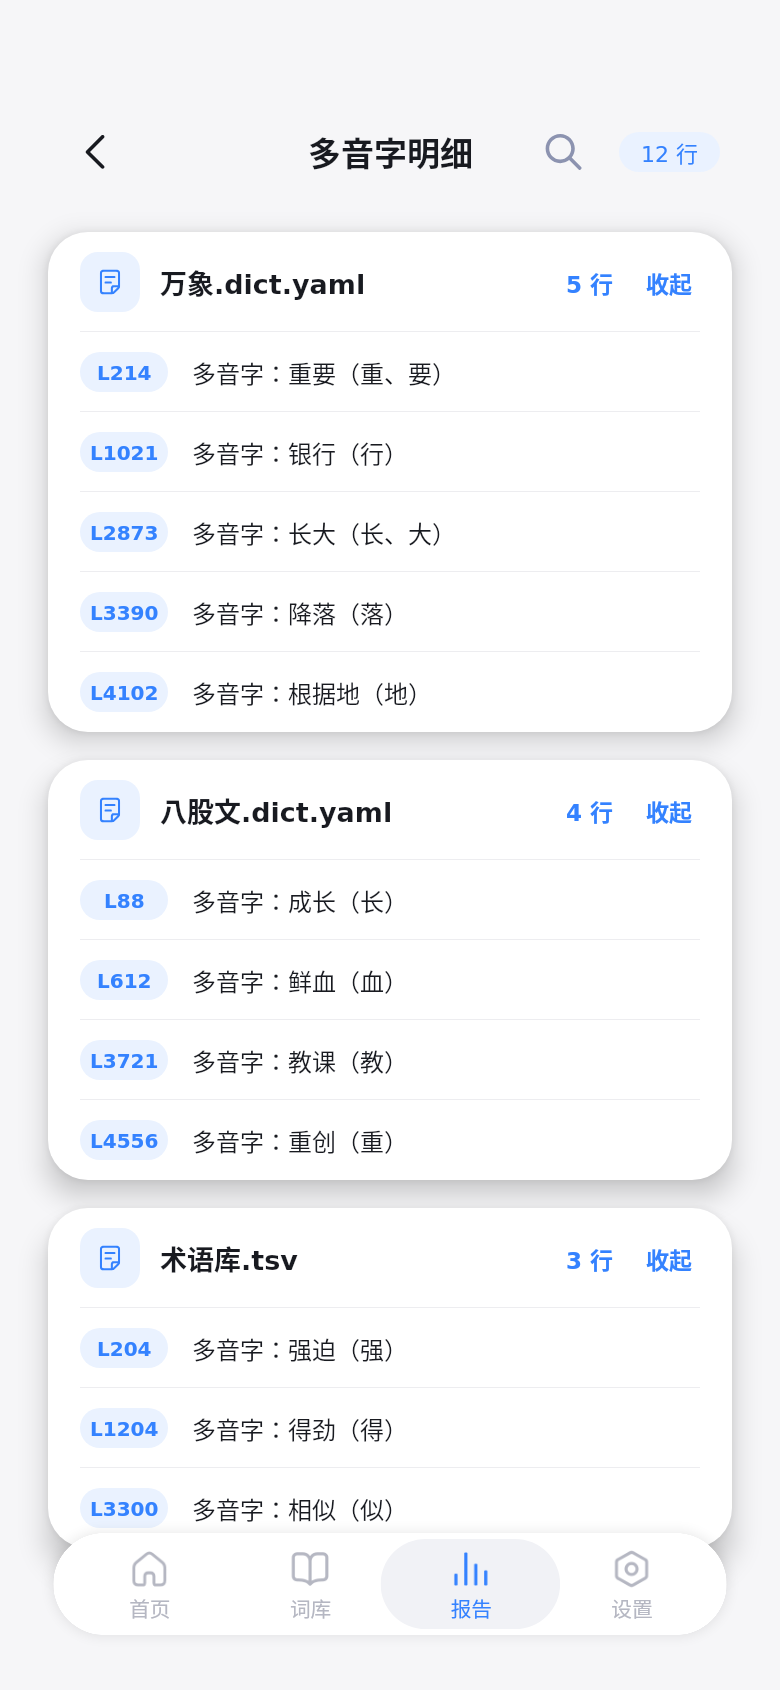 多音字明细
12 行
万象.dict.yaml 5 行 收起
L214 多音字：重要（重、要）
L1021 多音字：银行（行）
L2873 多音字：长大（长、大）
L3390 多音字：降落（落）
L4102 多音字：根据地（地）
八股文.dict.yaml 4 行 收起
L88 多音字：成长（长）
L612 多音字：鲜血（血）
L3721 多音字：教课（教）
L4556 多音字：重创（重）
术语库.tsv 3 行 收起
L204 多音字：强迫（强）
L1204 多音字：得劲（得）
L3300 多音字：相似（似）
首页 词库 报告 设置